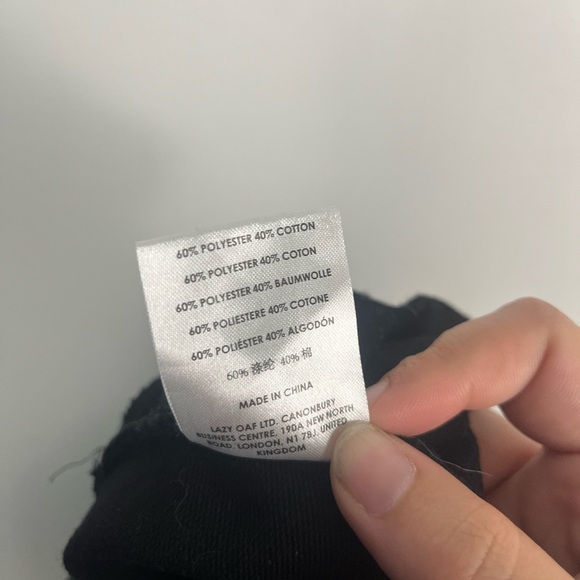 60% POLYESTER 40% COTTON
60% POLYESTER 40% COTON
60% POLYESTER 40% BAUMWOLLE
60% POLIESTERE 40% COTONE
60% POLIÉSTER 40% ALGODÓN
60% 涤纶 40% 棉
MADE IN CHINA
LAZY OAF LTD. CANONBURY
BUSINESS CENTRE, 190A NEW NORTH
ROAD, LONDON, N1 7BJ, UNITED
KINGDOM